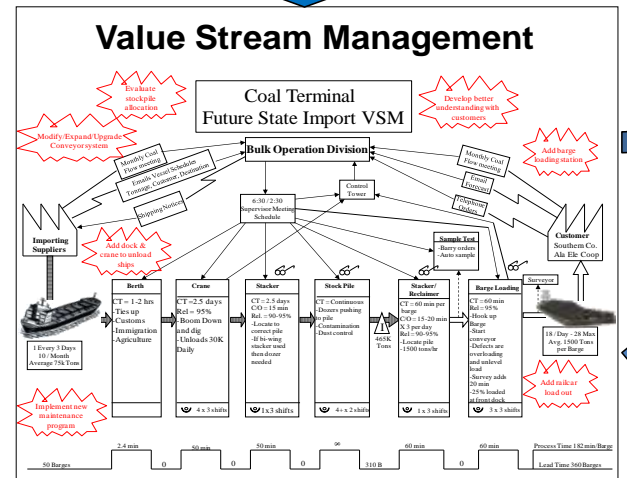 Value Stream Management
Coal Terminal
Future State Import VSM
Evaluate
stockpile
allocation
Develop better
understanding with
customers
Modify/Expand/Upgrade
Conveyor system
Add barge
loading station
Bulk Operation Division
Monthly Coal
Flow meeting
Emails Vessel Schedules
Tonnage, Customer, Destination
Shipping Notices
Monthly Coal
Flow meeting
Email
Forecast
Telephone
Orders
Control
Tower
6:30 / 2:30
Supervisor Meeting
Schedule
Importing
Suppliers
Add dock &
crane to unload
ships
Sample Test
-Barry orders
-Auto sample
Customer
Southern Co.
Ala Ele Coop
Surveyor
Berth
CT = 1-2 hrs
-Ties up
-Customs
-Immigration
-Agriculture
Crane
CT =2.5 days
Rel = 95%
-Boom Down
and dig
-Unloads 30K
Daily
4 x 3 shifts
Stacker
CT = 2.5 days
C/O = 15 min
Rel. = 90-95%
-Locate to
correct pile
-If bi-wing
stacker used
then dozer
needed
1x3 shifts
Stock Pile
CT =Continuous
-Dozers pushing
to pile
-Contamination
-Dust control
4+ x 2 shifts
I
465K
Tons
Stacker/
Reclaimer
CT = 60 min per
barge
C/O = 15-20 min
X 3 per day
Rel= 90-95%
-Locate pile
-1500 tons/hr
1 x 3 shifts
Barge Loading
CT = 60 min
Rel= 95%
-Hook up
Barge
-Start
conveyor
-Defects are
overloading
and unlevel
load
-Survey adds
20 min
-25% loaded
at front dock
3 x 3 shifts
1 Every 3 Days
10 / Month
Average 75k Tons
18 / Day - 28 Max
Avg. 1500 Tons
per Barge
Implement new
maintenance
program
Add railcar
load out
2.4 min
50 min
50 min
∞
60 min
60 min
Process Time 182min/Barge
50 Barges
0
0
0
310 B
0
Lead Time 360Barges